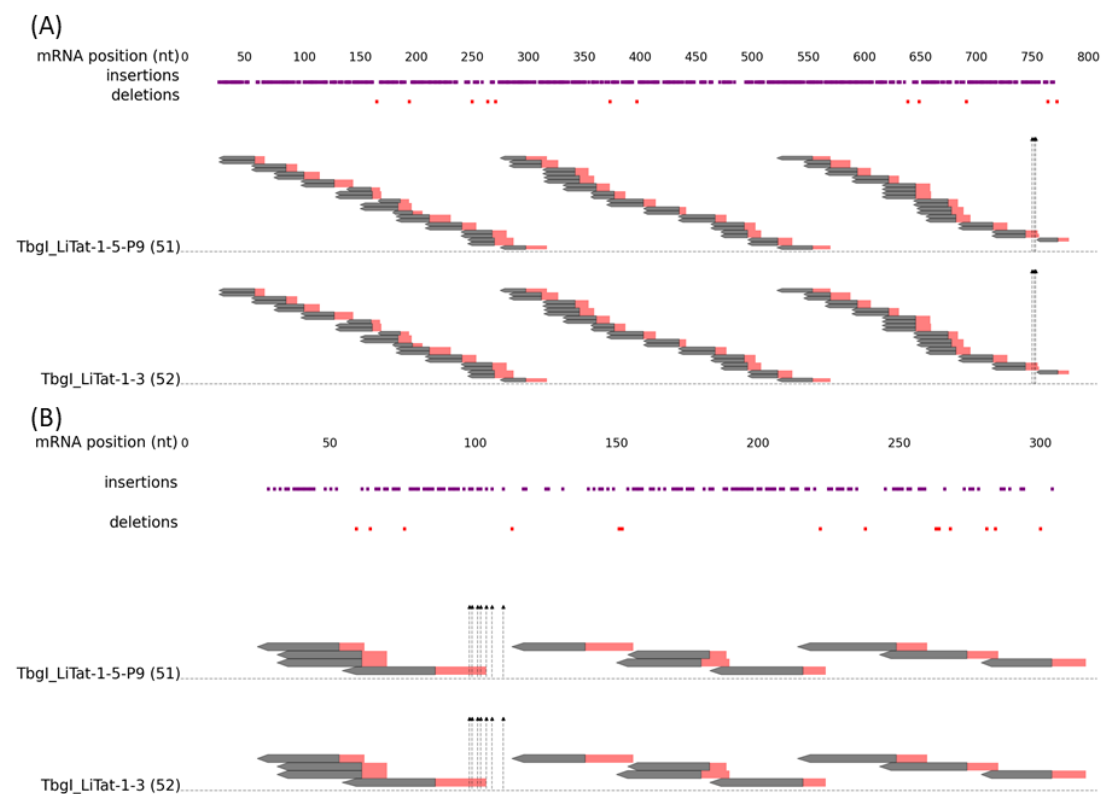 (A)
mRNA position (nt) 0 50 100 150 200 250 300 350 400 450 500 550 600 650 700 750 800
insertions
deletions
TbgI_LiTat-1-5-P9 (51)
TbgI_LiTat-1-3 (52)
(B)
mRNA position (nt) 0 50 100 150 200 250 300
insertions
deletions
TbgI_LiTat-1-5-P9 (51)
TbgI_LiTat-1-3 (52)